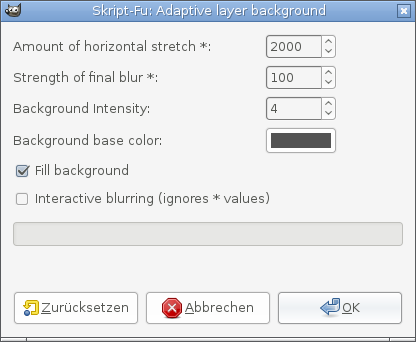 Skript-Fu: Adaptive layer background
Amount of horizontal stretch *: 2000
Strength of final blur *: 100
Background Intensity: 4
Background base color:
Fill background
Interactive blurring (ignores * values)
Zurücksetzen Abbrechen OK